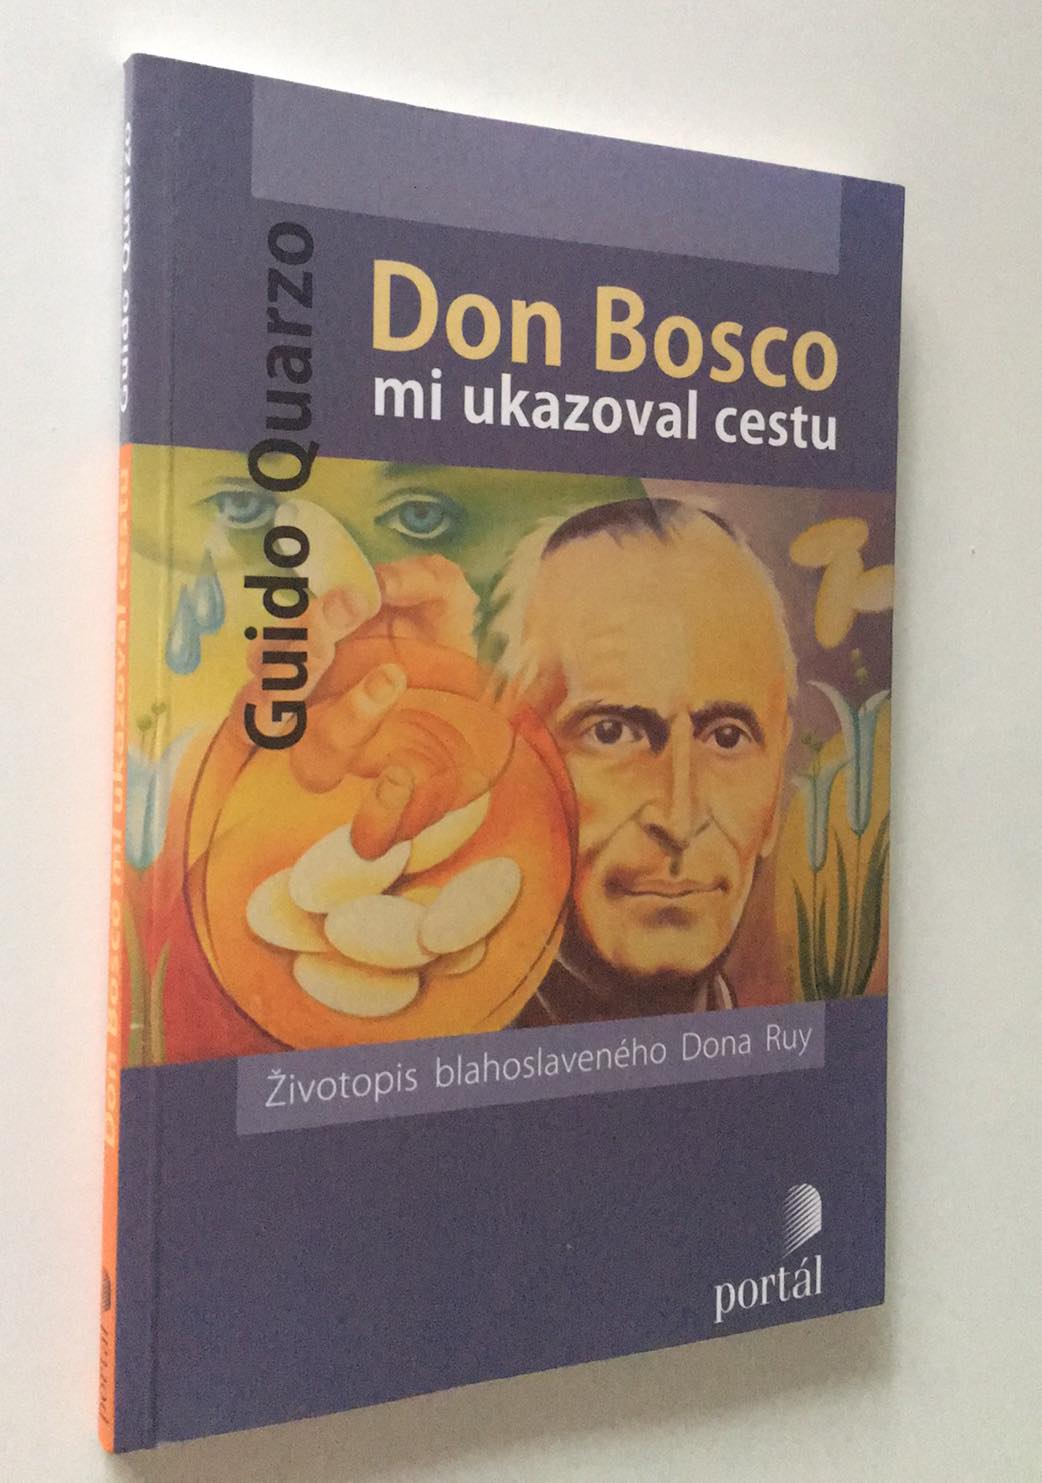 Guido Quarzo
Don Bosco
mi ukazoval cestu
Životopis blahoslaveného Dona Ruy
portál
Guido Quarzo
Don Bosco mi ukazoval cestu
portál